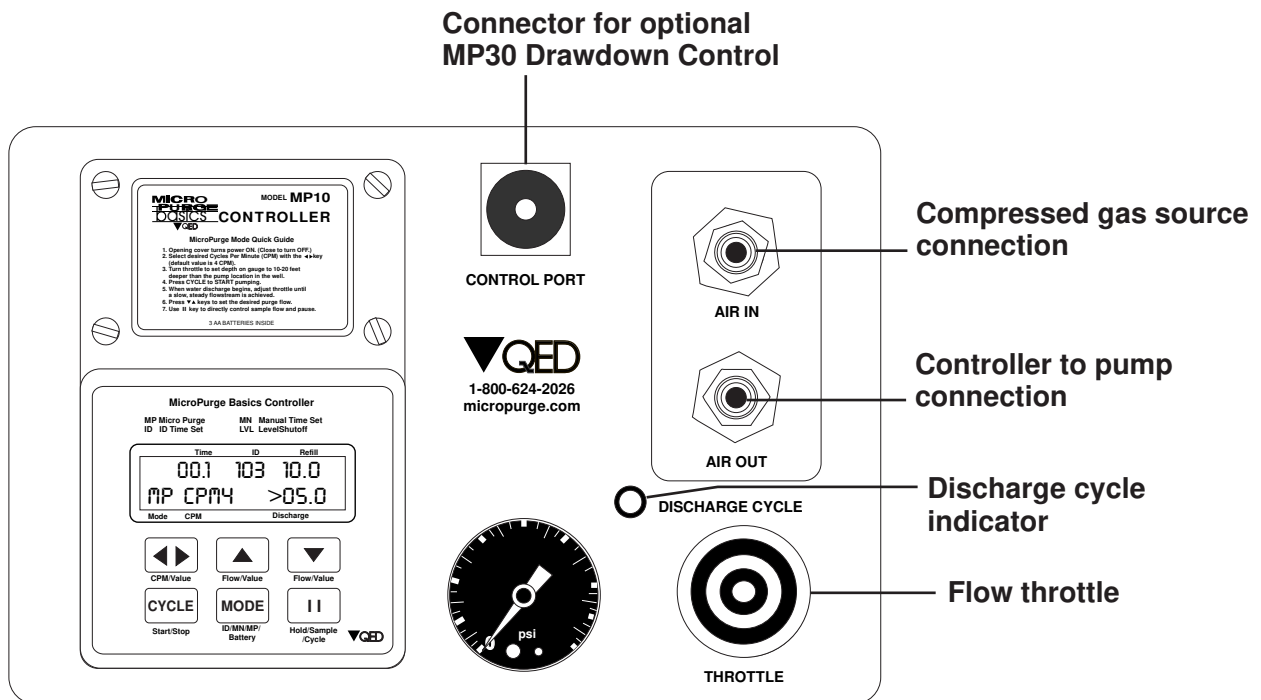 Connector for optional
MP30 Drawdown Control
MICRO
PURGE
basics
QED
MODEL MP10
CONTROLLER
MicroPurge Mode Quick Guide
1. Opening cover turns power ON. (Close to turn OFF.)
2. Select desired Cycles Per Minute (CPM) with the ◄►key
(default value is 4 CPM).
3. Turn throttle to set depth on gauge to 10-20 feet
deeper than the pump location in the well.
4. Press CYCLE to START pumping.
5. When water discharge begins, adjust throttle until
a slow, steady flowstream is achieved.
6. Press ▼▲ keys to set the desired purge flow.
7. Use II key to directly control sample flow and pause.
3 AA BATTERIES INSIDE
MicroPurge Basics Controller
MP Micro Purge MN Manual Time Set
ID ID Time Set LVL LevelShutoff
Time ID Refill
00.1 103 10.0
MP CPM4 >05.0
Mode CPM Discharge
CPM/Value Flow/Value Flow/Value
CYCLE MODE II
Start/Stop ID/MN/MP/ Hold/Sample
Battery /Cycle
QED
CONTROL PORT
QED
1-800-624-2026
micropurge.com
0
psi
AIR IN
AIR OUT
DISCHARGE CYCLE
THROTTLE
Compressed gas source
connection
Controller to pump
connection
Discharge cycle
indicator
Flow throttle